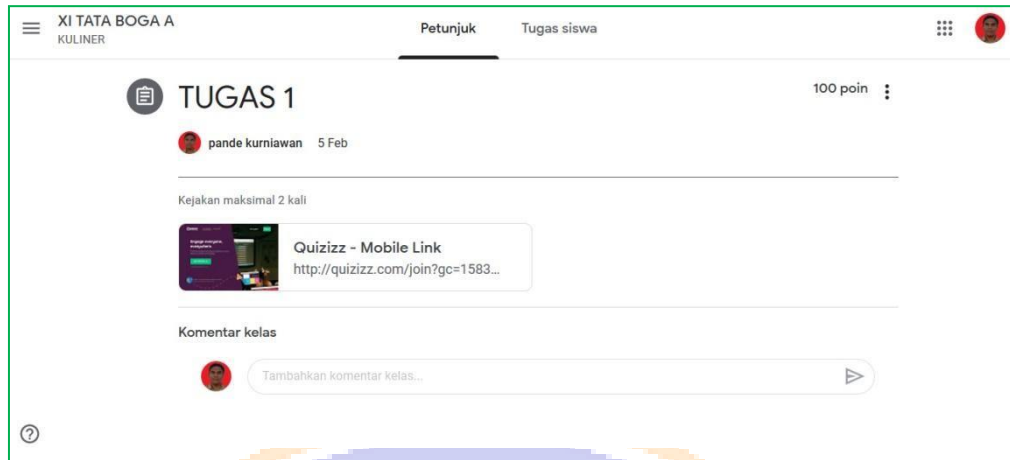 XI TATA BOGA A
KULINER
Petunjuk
Tugas siswa
TUGAS 1
100 poin
pande kurniawan 5 Feb
Kejakan maksimal 2 kali
Quizizz - Mobile Link
http://quizizz.com/join?gc=1583...
Komentar kelas
Tambahkan komentar kelas...